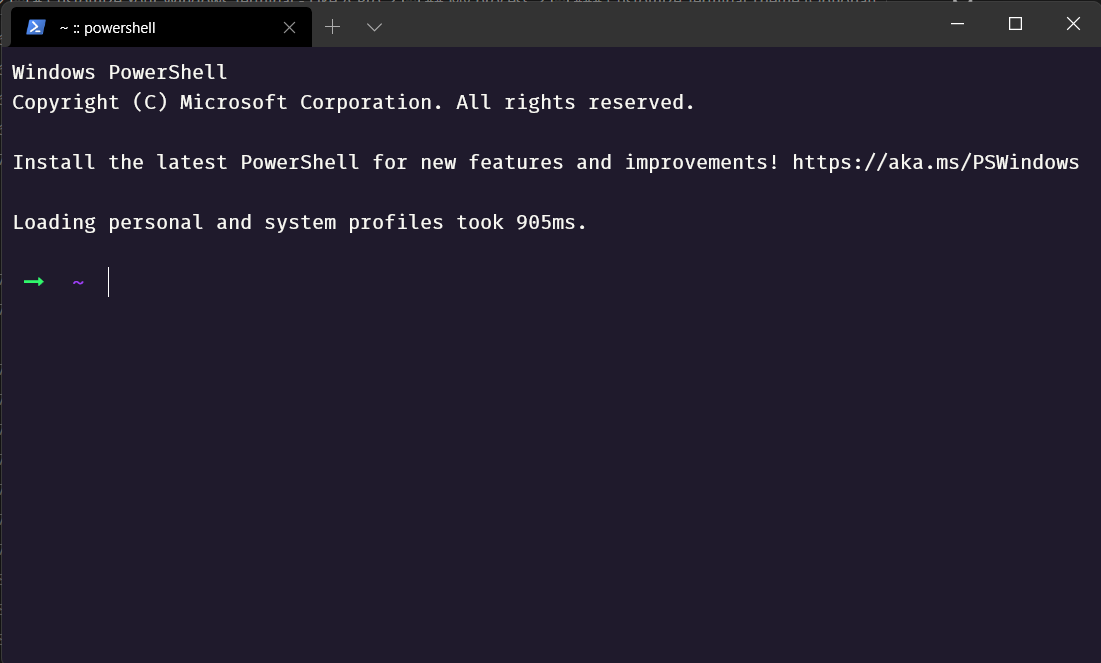 ~ :: powershell
Windows PowerShell
Copyright (C) Microsoft Corporation. All rights reserved.
Install the latest PowerShell for new features and improvements! https://aka.ms/PSWindows
Loading personal and system profiles took 905ms.
→ ~